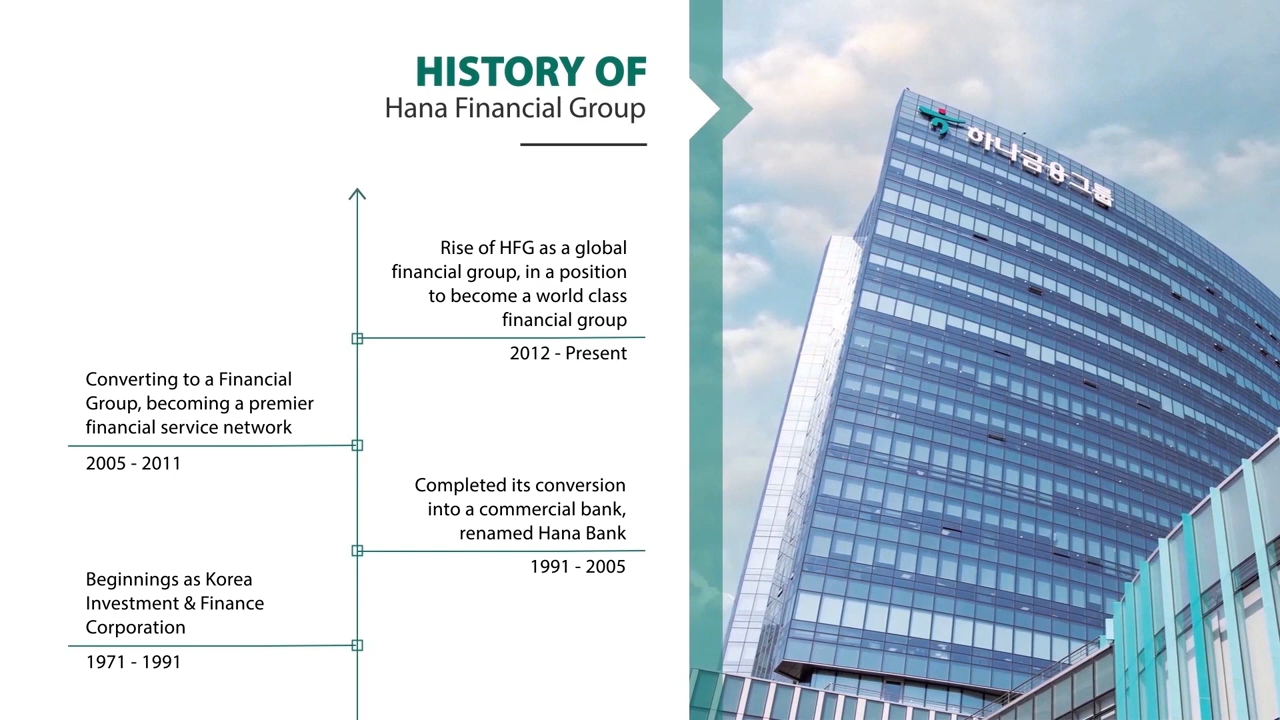 HISTORY OF
Hana Financial Group
Rise of HFG as a global
financial group, in a position
to become a world class
financial group
2012 - Present
Converting to a Financial
Group, becoming a premier
financial service network
2005 - 2011
Completed its conversion
into a commercial bank,
renamed Hana Bank
1991 - 2005
Beginnings as Korea
Investment & Finance
Corporation
1971 - 1991
하나금융그룹